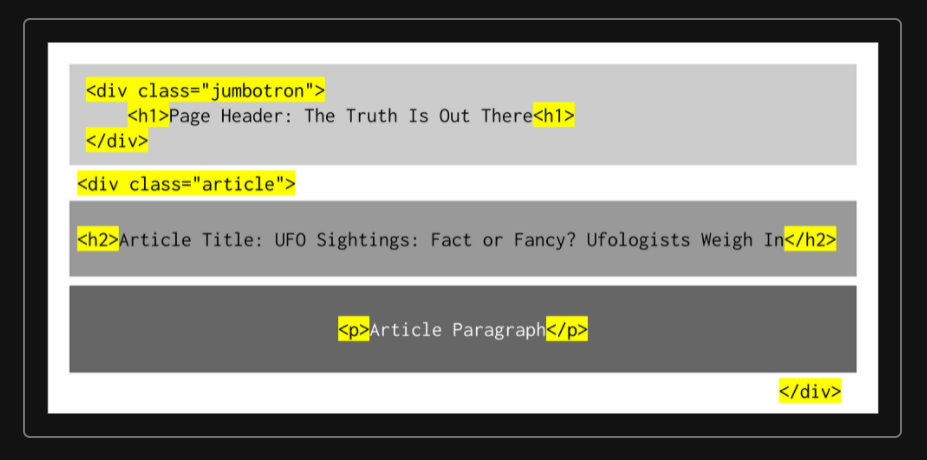 <div class="jumbotron">
<h1>Page Header: The Truth Is Out There<h1>
</div>
<div class="article">
<h2>Article Title: UFO Sightings: Fact or Fancy? Ufologists Weigh In</h2>
<p>Article Paragraph</p>
</div>